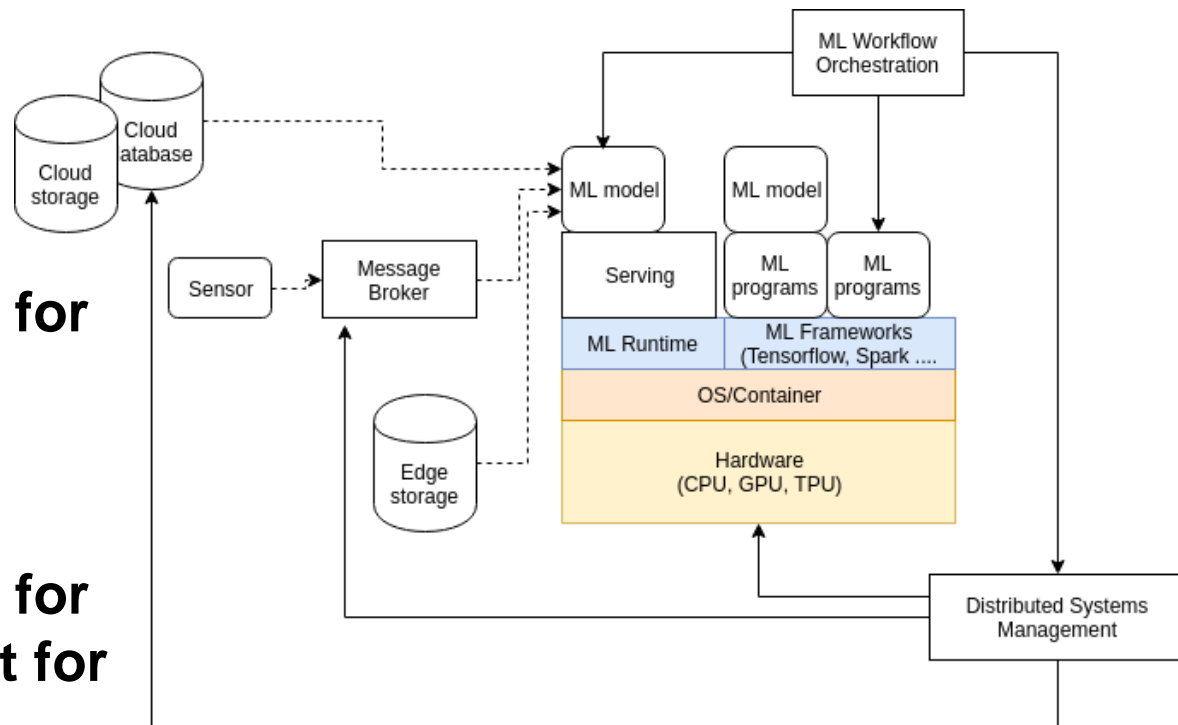 ML Workflow
Orchestration
Cloud
atabase
Cloud
storage
ML model
ML model
Sensor
Message
Broker
Serving
ML
programs
ML
programs
for
ML Runtime
ML Frameworks
(Tensorflow, Spark ....
OS/Container
Edge
storage
Hardware
(CPU, GPU, TPU)
for
t for
Distributed Systems
Management